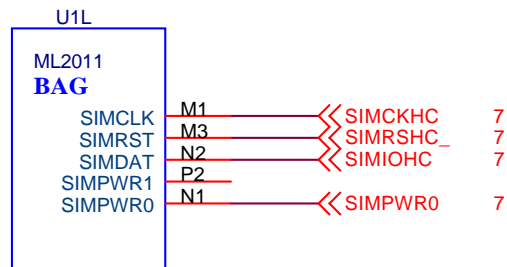 U1L
ML2011
BAG
SIMCLK M1 SIMCKHC 7
SIMRST M3 SIMRSHC_ 7
SIMDAT N2 SIMIOHC 7
SIMPWR1 P2
SIMPWR0 N1 SIMPWR0 7